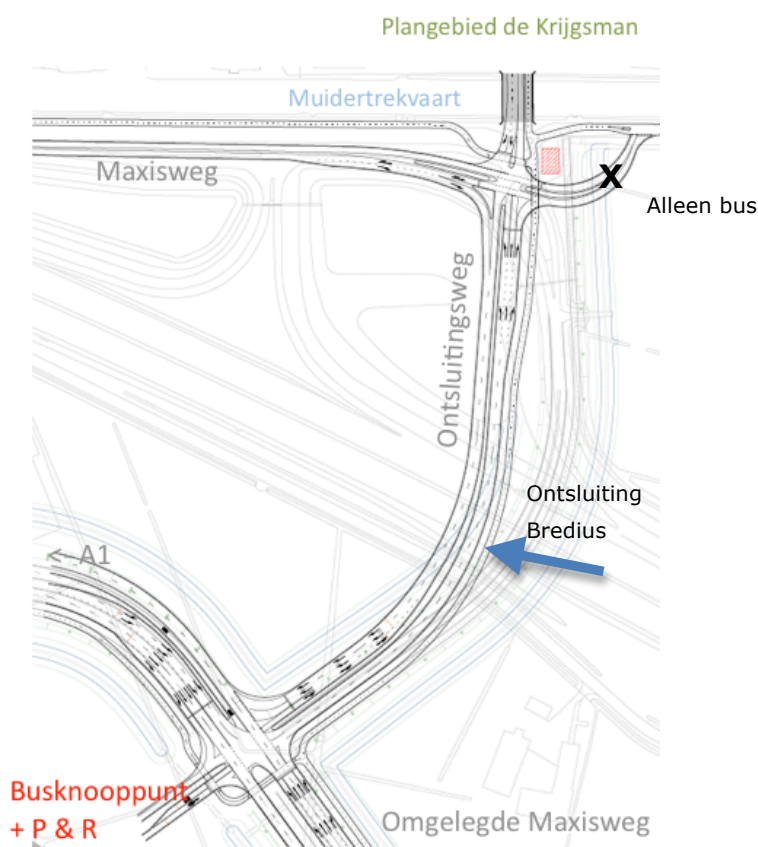 Plangebied de Krijgsman
Muidertrekvaart
Maxisweg
X
Alleen bus
Ontsluitingsweg
Ontsluiting
Bredius
A1
Busknooppunt
+ P & R
Omgelegde Maxisweg